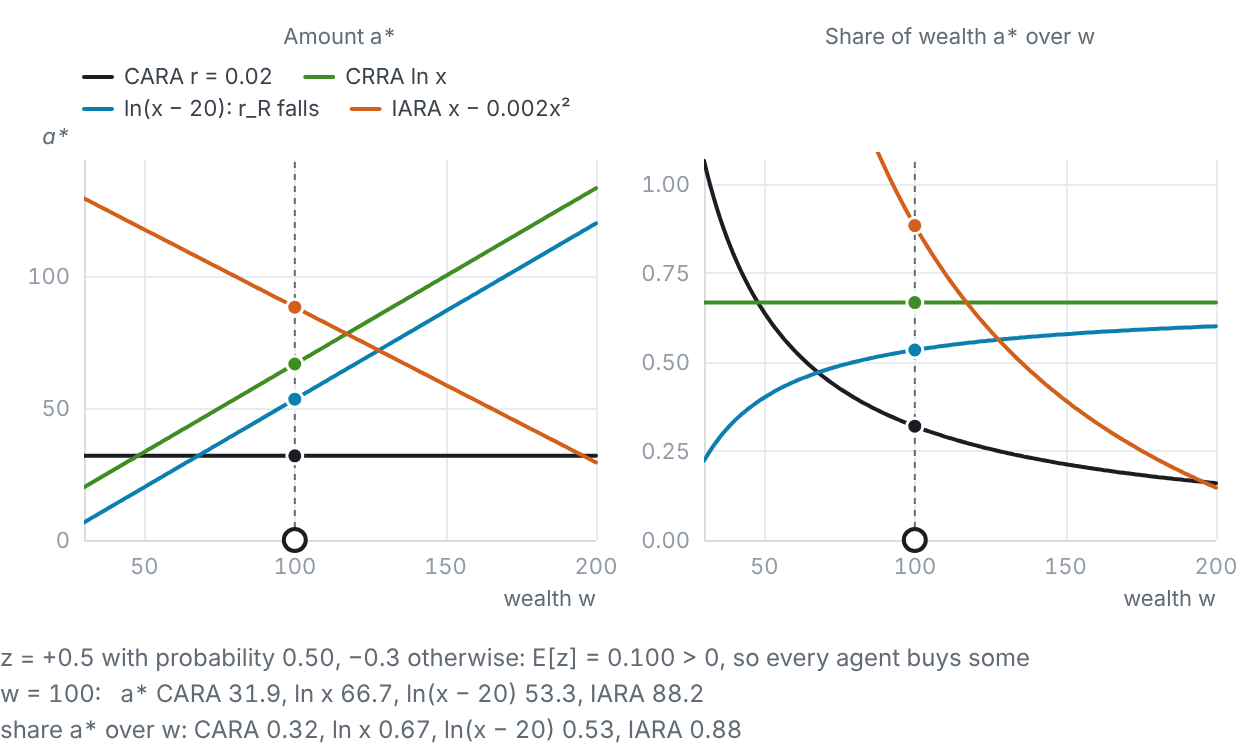 Amount a*
Share of wealth a* over w
CARA r = 0.02
CRRA ln x
ln(x − 20): r_R falls
IARA x − 0.002x²
a*
100
50
0
50
100
150
200
wealth w
1.00
0.75
0.50
0.25
0.00
50
100
150
200
wealth w
z = +0.5 with probability 0.50, −0.3 otherwise: E[z] = 0.100 > 0, so every agent buys some
w = 100: a* CARA 31.9, ln x 66.7, ln(x − 20) 53.3, IARA 88.2
share a* over w: CARA 0.32, ln x 0.67, ln(x − 20) 0.53, IARA 0.88